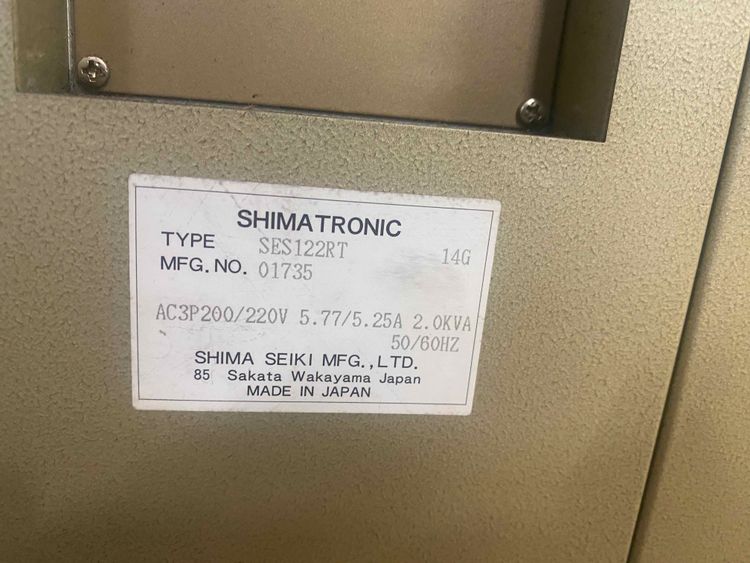 SHIMATRONIC
TYPE SES122RT 14G
MFG.NO. 01735
AC3P200/220V 5.77/5.25A 2.0KVA
50/60HZ
SHIMA SEIKI MFG.,LTD.
85 Sakata Wakayama Japan
MADE IN JAPAN